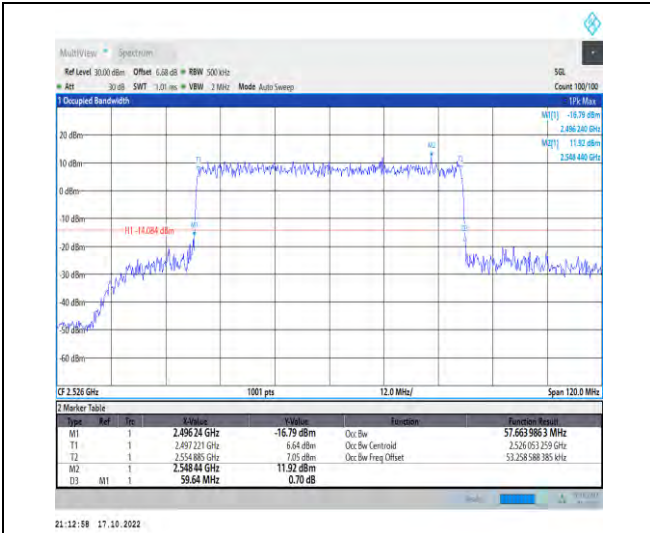 MultiView Spectrum
Ref Level 30.00 dBm Offset 6.68 dB RBW 500 kHz SGL
Att 30 dB SWT 1.01 ms VBW 2 MHz Mode Auto Sweep Count 100/100
1 Occupied Bandwidth 1Pk Max
M1[1] -16.79 dBm
2.496 240 GHz
M2[1] 11.92 dBm
2.548 440 GHz
20 dBm
M2
T1
10 dBm
0 dBm
-10 dBm
H1 -14.084 dBm
M1
-20 dBm
-30 dBm
-40 dBm
-50 dBm
-60 dBm
CF 2.526 GHz 1001 pts 12.0 MHz/ Span 120.0 MHz
2 Marker Table
Type Ref Trc X-Value Y-Value Function Function Result
M1 1 2.496 24 GHz -16.79 dBm Occ Bw 57.663 986 3 MHz
T1 1 2.497 221 GHz 6.64 dBm Occ Bw Centroid 2.526 053 259 GHz
T2 1 2.554 885 GHz 7.05 dBm Occ Bw Freq Offset 53.258 588 385 kHz
M2 1 2.548 44 GHz 11.92 dBm
D3 M1 1 59.64 MHz 0.70 dB
21:12:58 17.10.2022